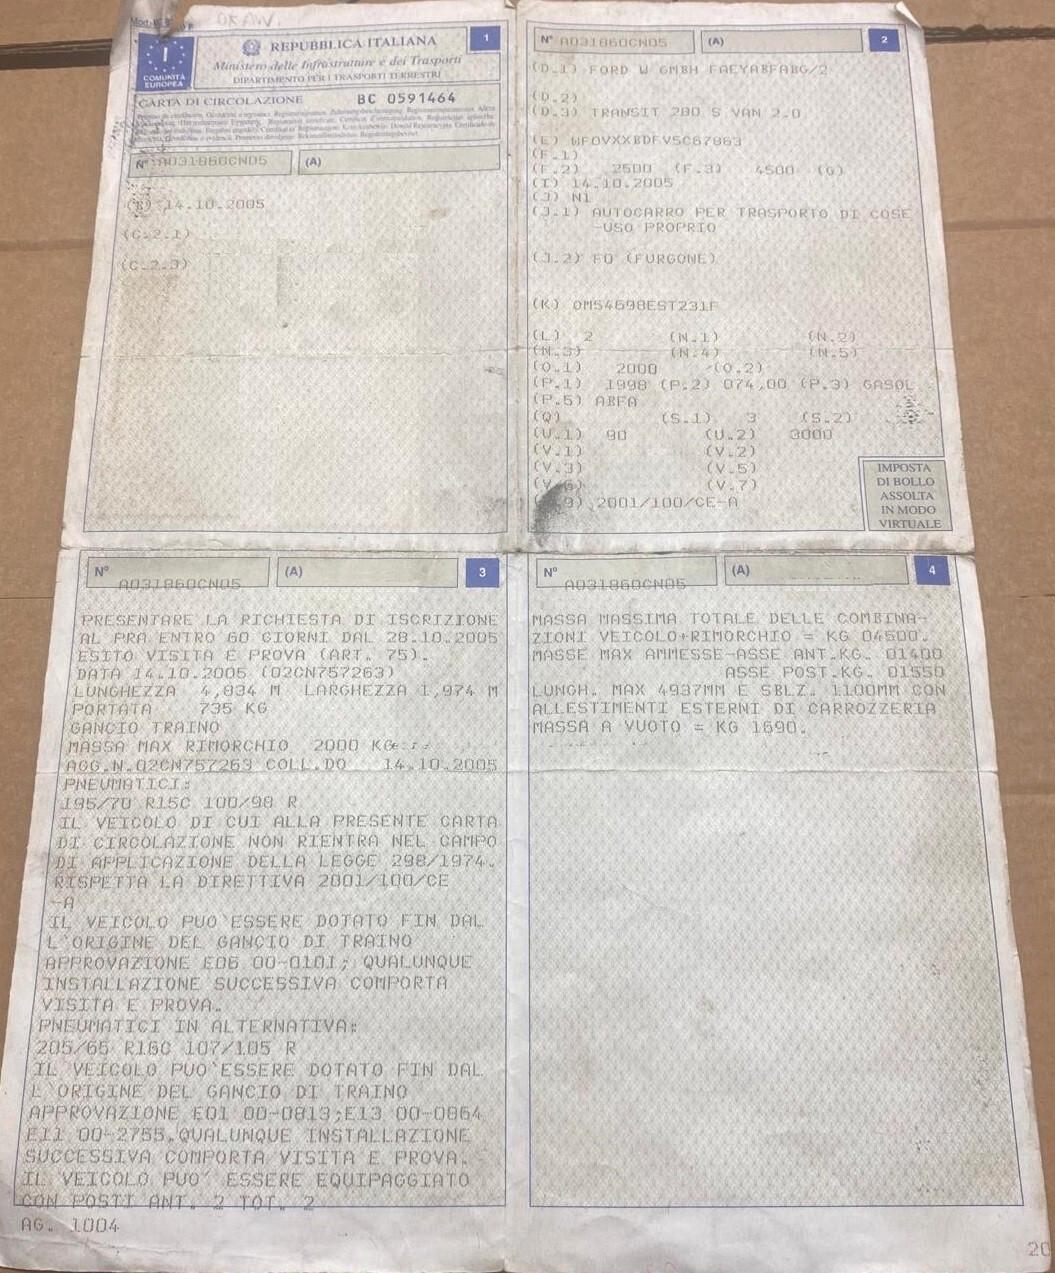 1
REPUBBLICA ITALIANA
Ministero delle Infrastrutture e dei Trasporti
DIPARTIMENTO PER I TRASPORTI TERRESTRI
I
COMUNITÀ
EUROPEA
CARTA DI CIRCOLAZIONE BC 0591464
N° A031860CN05 (A)
(B) 14.10.2005
(C.2.1)
(C.2.3)
N° A031860CN05 (A) 2
(D.1) FORD W GMBH FAEYABFABG/2
(D.2)
(D.3) TRANSIT 280 S VAN 2.0
(E) WF0VXXBDFV5C67863
(F.1)
(F.2) 2500 (F.3) 4500 (G)
(I) 14.10.2005
(J) N1
(J.1) AUTOCARRO PER TRASPORTO DI COSE
-USO PROPRIO
(J.2) F0 (FURGONE)
(K) OM54698EST231F
(L) 2 (N.1) (N.2)
(N.3) (N.4) (N.5)
(O.1) 2000 (O.2)
(P.1) 1998 (P.2) 074,00 (P.3) GASOL
(P.5) ABFA
(Q) (S.1) 3 (S.2)
(U.1) 90 (U.2) 3000
(V.1) (V.2)
(V.3) (V.5)
(V.6) (V.7)
(V.9) 2001/100/CE-A
IMPOSTA
DI BOLLO
ASSOLTA
IN MODO
VIRTUALE
N° A031860CN05 (A) 3
PRESENTARE LA RICHIESTA DI ISCRIZIONE
AL PRA ENTRO 60 GIORNI DAL 28.10.2005
ESITO VISITA E PROVA (ART. 75).
DATA 14.10.2005 (02CN757263)
LUNGHEZZA 4,834 M LARGHEZZA 1,974 M
PORTATA 735 KG
GANCIO TRAINO
MASSA MAX RIMORCHIO 2000 KG
AGG.N.02CN757263 COLL.DO 14.10.2005
PNEUMATICI:
195/70 R15C 100/98 R
IL VEICOLO DI CUI ALLA PRESENTE CARTA
DI CIRCOLAZIONE NON RIENTRA NEL CAMPO
DI APPLICAZIONE DELLA LEGGE 298/1974.
RISPETTA LA DIRETTIVA 2001/100/CE
-A
IL VEICOLO PUO`ESSERE DOTATO FIN DAL
L`ORIGINE DEL GANCIO DI TRAINO
APPROVAZIONE E06 00-0101; QUALUNQUE
INSTALLAZIONE SUCCESSIVA COMPORTA
VISITA E PROVA.
PNEUMATICI IN ALTERNATIVA:
205/65 R16C 107/105 R
IL VEICOLO PUO`ESSERE DOTATO FIN DAL
L`ORIGINE DEL GANCIO DI TRAINO
APPROVAZIONE E01 00-0813;E13 00-0864
E11 00-2755.QUALUNQUE INSTALLAZIONE
SUCCESSIVA COMPORTA VISITA E PROVA.
IL VEICOLO PUO` ESSERE EQUIPAGGIATO
CON POSTI ANT. 2 TOT. 2
AG. 1004
N° A031860CN05 (A) 4
MASSA MASSIMA TOTALE DELLE COMBINA-
ZIONI VEICOLO+RIMORCHIO = KG 04500.
MASSE MAX AMMESSE-ASSE ANT.KG. 01400
ASSE POST.KG. 01550
LUNGH. MAX 4937MM E SBLZ. 1100MM CON
ALLESTIMENTI ESTERNI DI CARROZZERIA
MASSA A VUOTO = KG 1690.
20